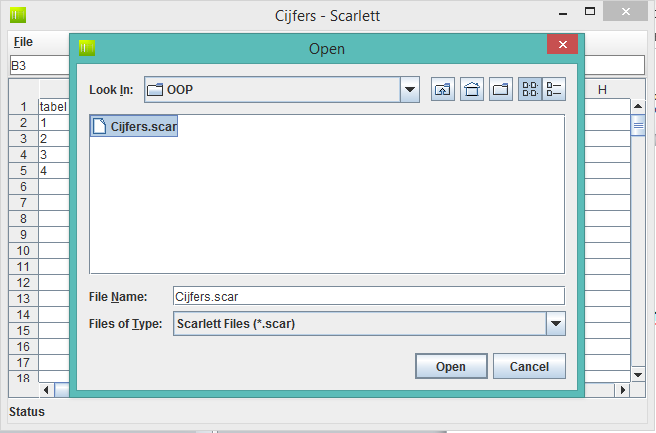 Cijfers - Scarlett
File
Open
B3
Look In: OOP
H
Cijfers.scar
1 tabel
2 1
3 2
4 3
5 4
6
7
8
9
10
11
12
13
14
15
16
17
18
File Name: Cijfers.scar
Files of Type: Scarlett Files (*.scar)
Open Cancel
Status